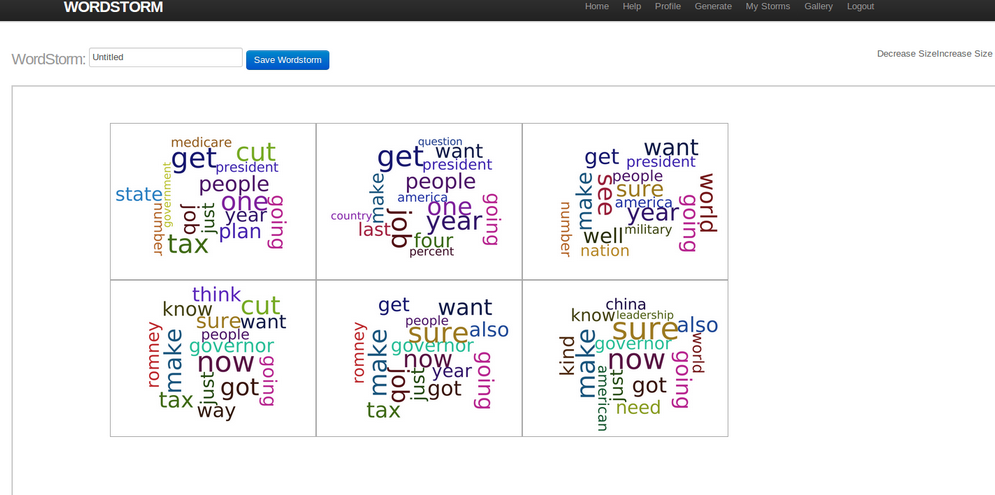 WORDSTORM
Home Help Profile Generate My Storms Gallery Logout
WordStorm: Untitled Save Wordstorm
Decrease SizeIncrease Size
medicare
get cut
president
government
people
state
one
number
job
just
year
going
plan
tax
question
get want
president
people
make
america
one
country
job
year
going
last
four
percent
want
get
president
people
make
see
sure
world
america
year
number
going
well military
nation
think
know cut
sure want
people
romney
make
governor
now
going
just
got
tax
way
get want
people
sure also
romney
make
governor
now
year
going
job
just
got
tax
china
know leadership
sure also
kind
make
governor
world
now
going
american
just
got
need